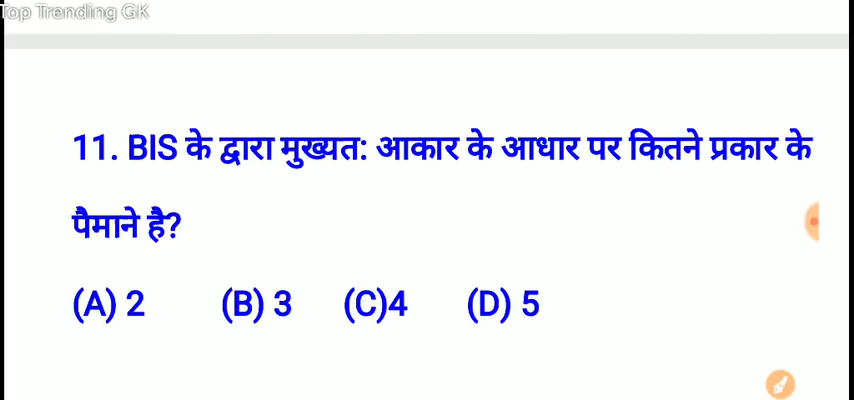 Top Trending GK
11. BIS के द्वारा मुख्यत: आकार के आधार पर कितने प्रकार के
पैमाने है?
(A) 2 (B) 3 (C)4 (D) 5